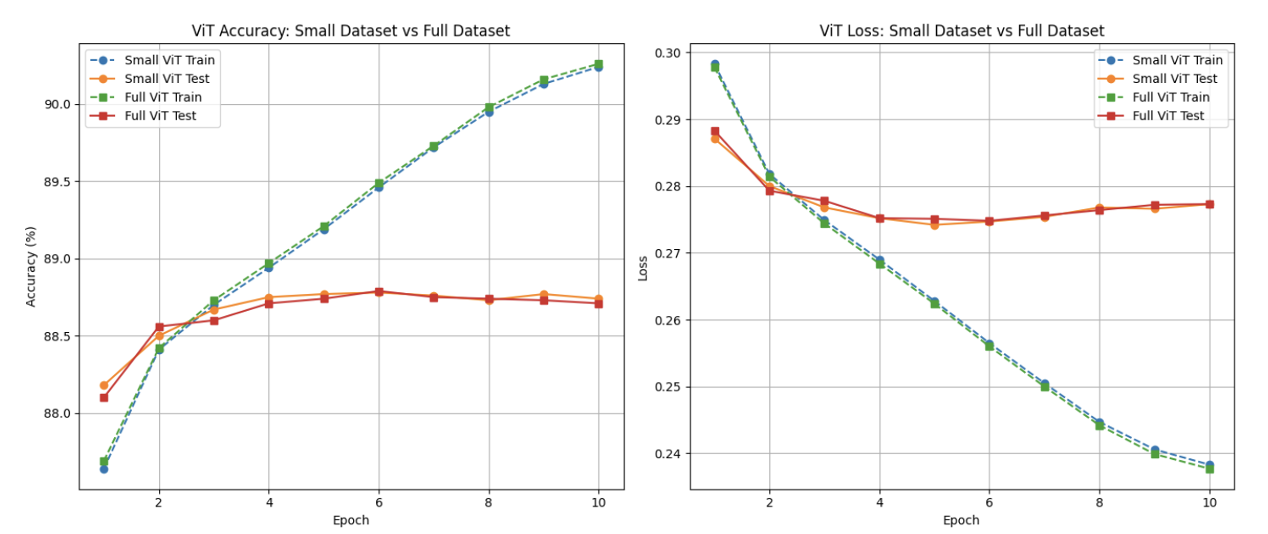 ViT Accuracy: Small Dataset vs Full Dataset
Small ViT Train
Small ViT Test
Full ViT Train
Full ViT Test
90.0
89.5
89.0
88.5
88.0
Accuracy (%)
2 4 6 8 10
Epoch
ViT Loss: Small Dataset vs Full Dataset
Small ViT Train
Small ViT Test
Full ViT Train
Full ViT Test
0.30
0.29
0.28
0.27
0.26
0.25
0.24
Loss
2 4 6 8 10
Epoch